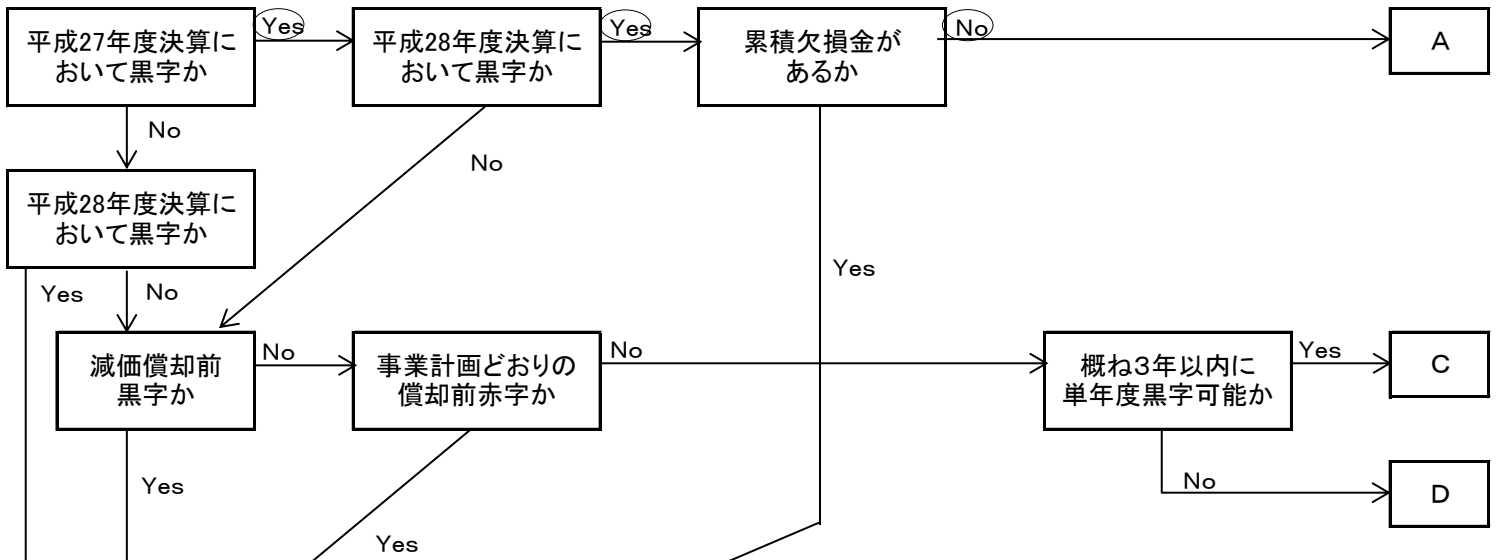 平成27年度決算に
おいて黒字か
Yes
平成28年度決算に
おいて黒字か
Yes
累積欠損金が
あるか
No
A
No
No
平成28年度決算に
おいて黒字か
Yes
Yes
No
減価償却前
黒字か
No
事業計画どおりの
償却前赤字か
No
概ね3年以内に
単年度黒字可能か
Yes
C
Yes
No
D
Yes